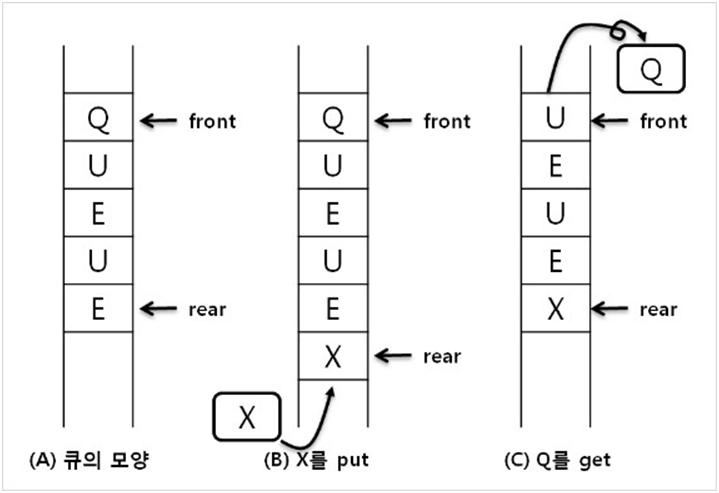 Q
U
E
U
E
front
rear
(A) 큐의 모양
Q
U
E
U
E
X
front
rear
X
(B) X를 put
Q
U
E
U
E
X
front
rear
(C) Q를 get